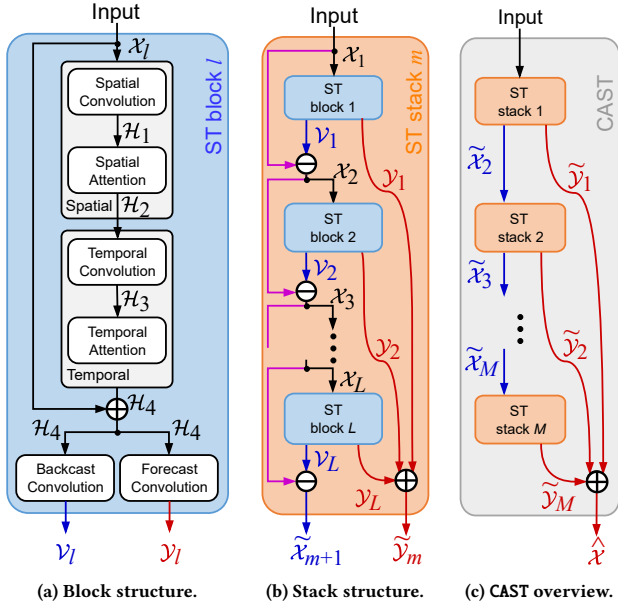 Input
𝒳_l
Spatial
Convolution
ℋ_1
Spatial
Attention
Spatial
ℋ_2
Temporal
Convolution
ℋ_3
Temporal
Attention
Temporal
ℋ_4
ℋ_4
ℋ_4
Backcast
Convolution
Forecast
Convolution
𝒱_l
𝒴_l
ST block l
(a) Block structure.
Input
𝒳_1
ST
block 1
𝒱_1
𝒴_1
𝒳_2
ST
block 2
𝒱_2
𝒴_2
𝒳_3
𝒳_L
ST
block L
𝒱_L
𝒴_L
𝒳̃_{m+1}
𝒴̃_m
ST stack m
(b) Stack structure.
Input
ST
stack 1
𝒳̃_2
𝒴̃_1
ST
stack 2
𝒳̃_3
𝒴̃_2
𝒳̃_M
ST
stack M
𝒴̃_M
𝒳̂
CAST
(c) CAST overview.